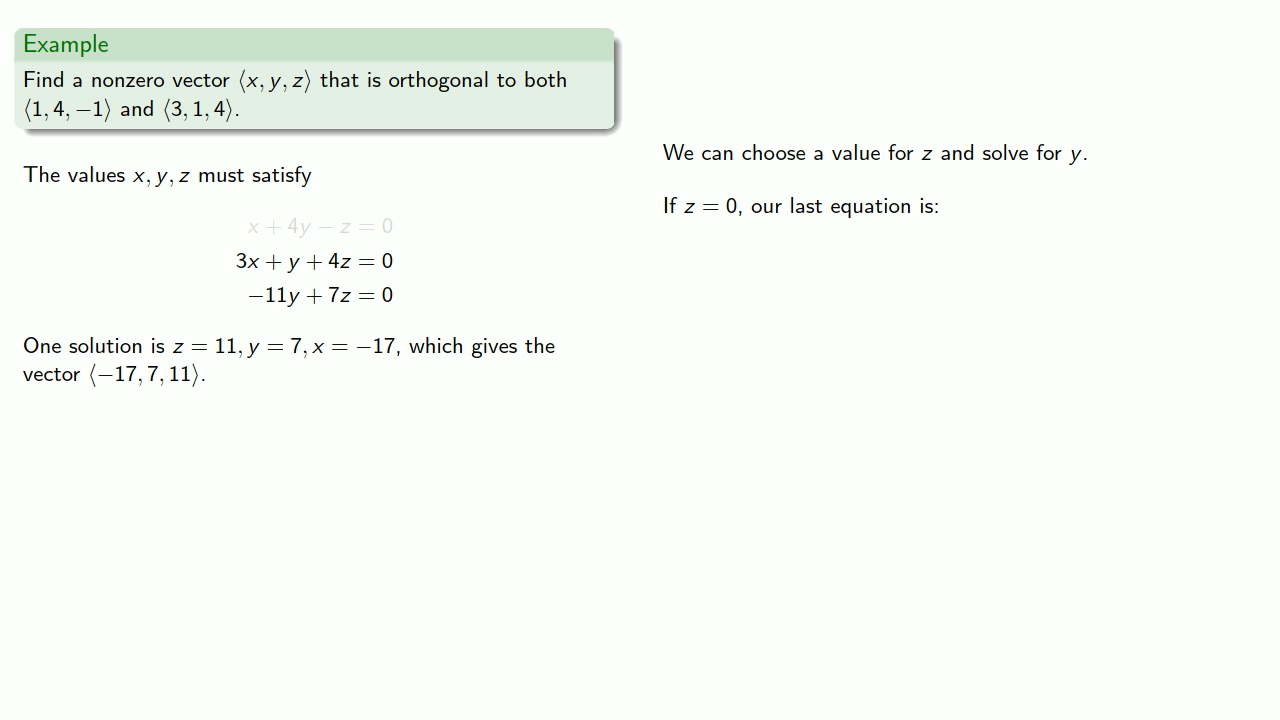 Example
Find a nonzero vector ⟨x, y, z⟩ that is orthogonal to both
⟨1, 4, −1⟩ and ⟨3, 1, 4⟩.
The values x, y, z must satisfy
x + 4y − z = 0
3x + y + 4z = 0
−11y + 7z = 0
One solution is z = 11, y = 7, x = −17, which gives the
vector ⟨−17, 7, 11⟩.
We can choose a value for z and solve for y.
If z = 0, our last equation is: